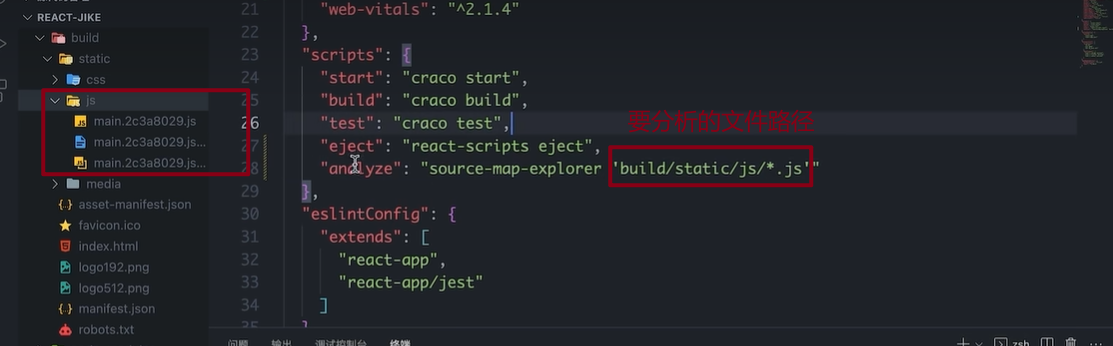 REACT-JIKE
build
static
css
js
main.2c3a8029.js
main.2c3a8029.js...
main.2c3a8029.js...
media
asset-manifest.json
favicon.ico
index.html
logo192.png
logo512.png
manifest.json
robots.txt
21 "web-vitals": "^2.1.4"
22 },
23 "scripts": {
24 "start": "craco start",
25 "build": "craco build",
26 "test": "craco test",
27 "eject": "react-scripts eject",
28 "analyze": "source-map-explorer 'build/static/js/*.js'"
29 },
30 "eslintConfig": {
31 "extends": [
32 "react-app",
33 "react-app/jest"
34 ]
35 }
要分析的文件路径
问题 输出 调试控制台 终端
zsh